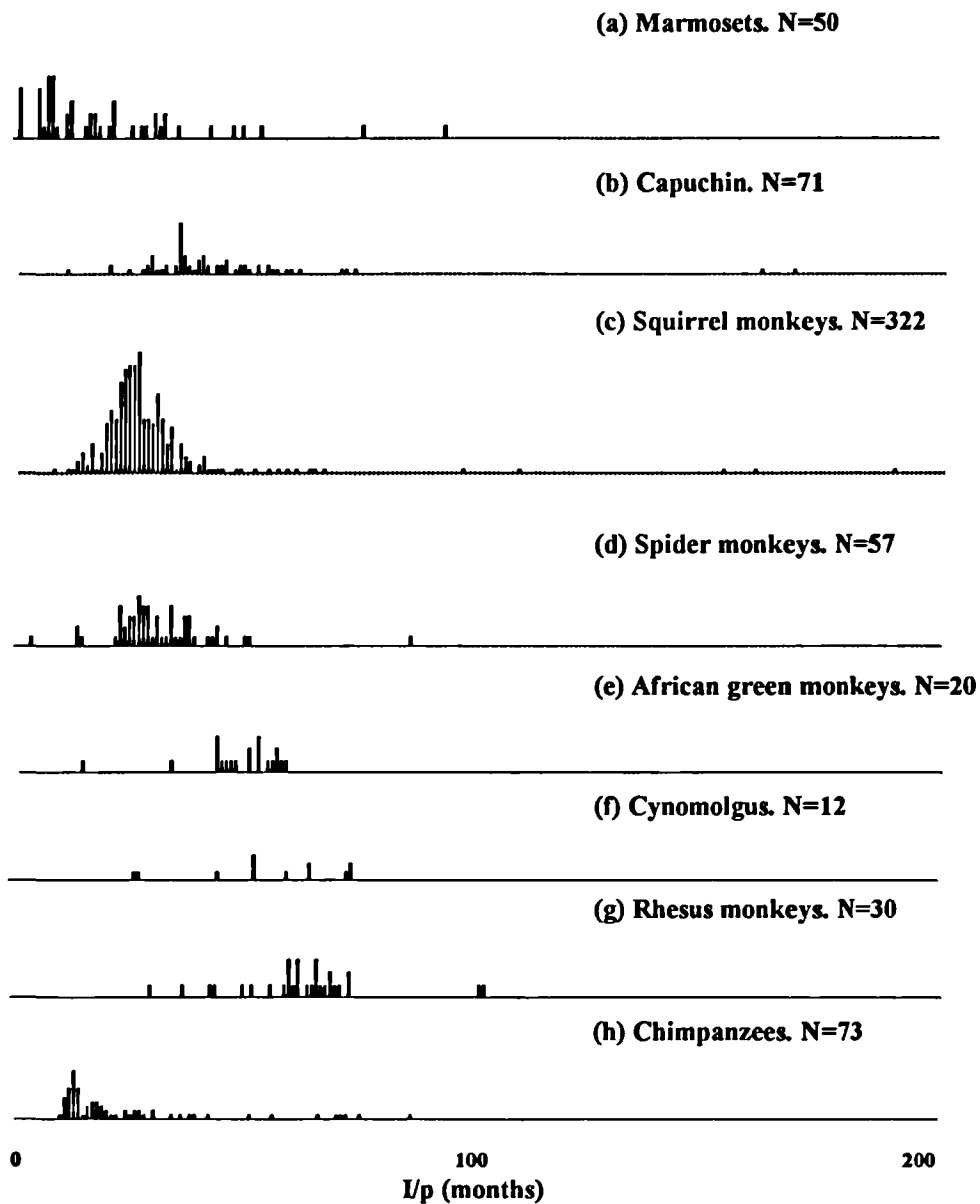 (a) Marmosets. N=50
(b) Capuchin. N=71
(c) Squirrel monkeys. N=322
(d) Spider monkeys. N=57
(e) African green monkeys. N=20
(f) Cynomolgus. N=12
(g) Rhesus monkeys. N=30
(h) Chimpanzees. N=73
0 100 200
I/p (months)